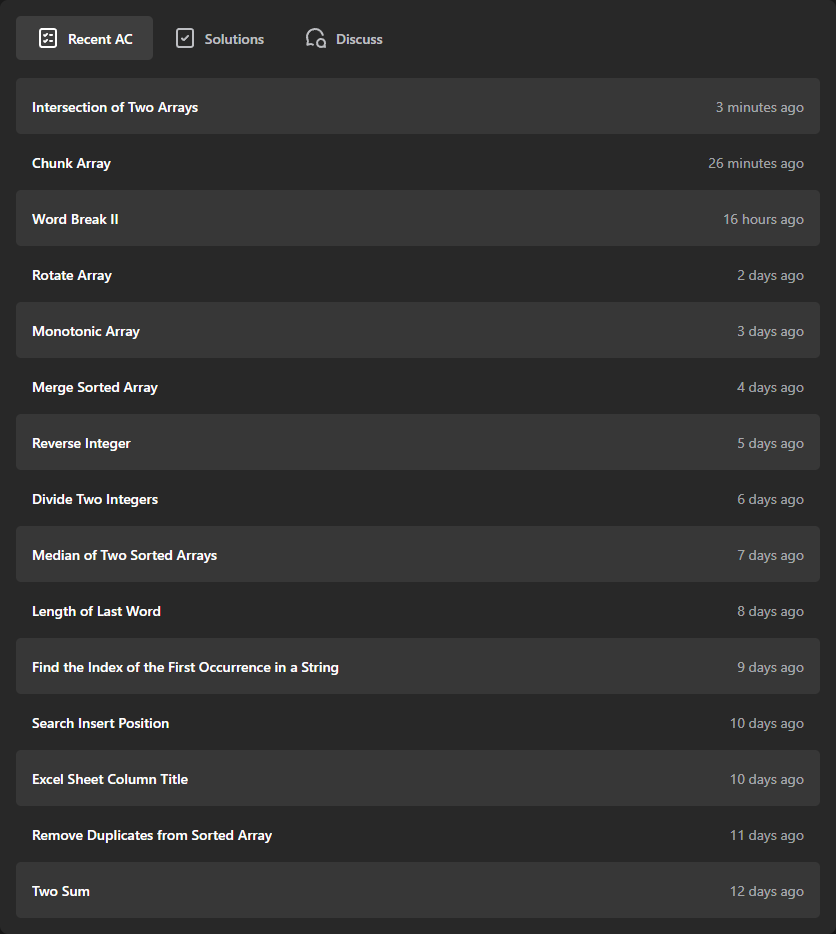 Recent AC Solutions Discuss
Intersection of Two Arrays 3 minutes ago
Chunk Array 26 minutes ago
Word Break II 16 hours ago
Rotate Array 2 days ago
Monotonic Array 3 days ago
Merge Sorted Array 4 days ago
Reverse Integer 5 days ago
Divide Two Integers 6 days ago
Median of Two Sorted Arrays 7 days ago
Length of Last Word 8 days ago
Find the Index of the First Occurrence in a String 9 days ago
Search Insert Position 10 days ago
Excel Sheet Column Title 10 days ago
Remove Duplicates from Sorted Array 11 days ago
Two Sum 12 days ago